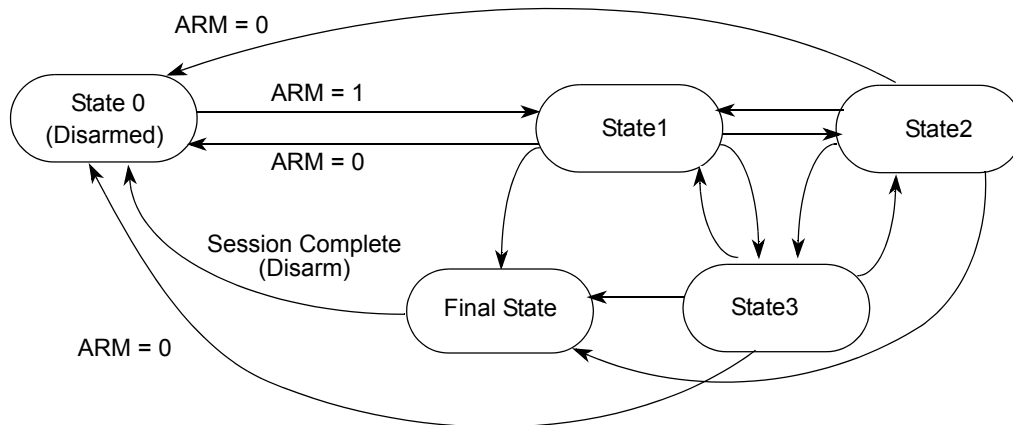 ARM = 0
State 0
(Disarmed)
ARM = 1
State1
State2
ARM = 0
Session Complete
(Disarm)
Final State
State3
ARM = 0